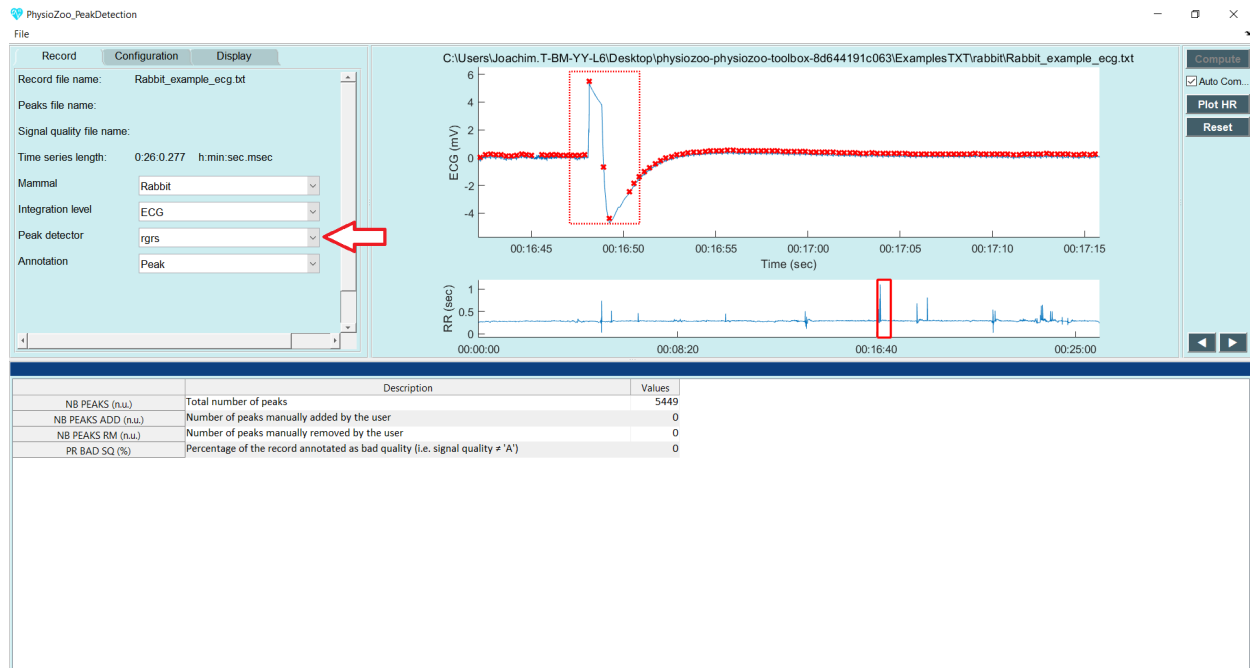 PhysioZoo_PeakDetection
File
Record Configuration Display
Record file name: Rabbit_example_ecg.txt
Peaks file name:
Signal quality file name:
Time series length: 0:26:0.277 h:min:sec.msec
Mammal Rabbit
Integration level ECG
Peak detector rgrs
Annotation Peak
C:\Users\Joachim.T-BM-YY-L6\Desktop\physiozoo-physiozoo-toolbox-8d644191c063\ExamplesTXT\rabbit\Rabbit_example_ecg.txt
6
4
2
0
-2
-4
ECG (mV)
00:16:45 00:16:50 00:16:55 00:17:00 00:17:05 00:17:10 00:17:15
Time (sec)
1
0.5
0
RR (sec)
00:00:00 00:08:20 00:16:40 00:25:00
Compute
Auto Com...
Plot HR
Reset
Description Values
NB PEAKS (n.u.) Total number of peaks 5449
NB PEAKS ADD (n.u.) Number of peaks manually added by the user 0
NB PEAKS RM (n.u.) Number of peaks manually removed by the user 0
PR BAD SQ (%) Percentage of the record annotated as bad quality (i.e. signal quality ≠ 'A') 0